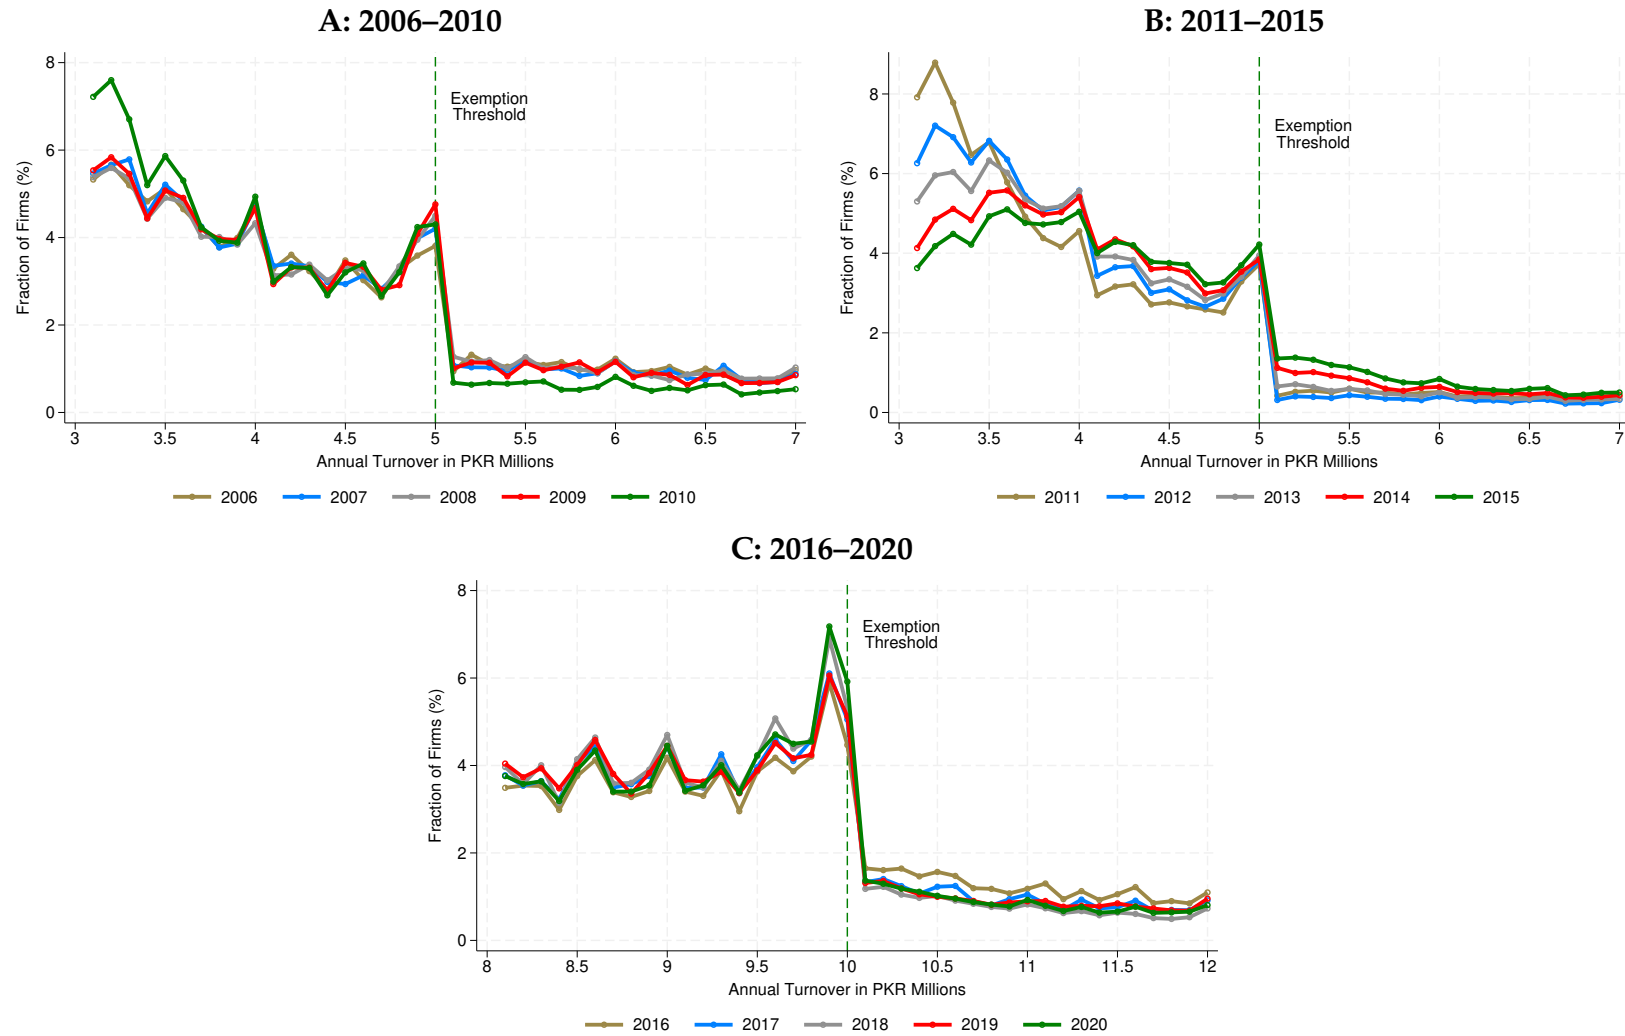 A: 2006–2010
8
6
4
2
0
Fraction of Firms (%)
Exemption
Threshold
3 3.5 4 4.5 5 5.5 6 6.5 7
Annual Turnover in PKR Millions
2006 2007 2008 2009 2010
B: 2011–2015
8
6
4
2
0
Fraction of Firms (%)
Exemption
Threshold
3 3.5 4 4.5 5 5.5 6 6.5 7
Annual Turnover in PKR Millions
2011 2012 2013 2014 2015
C: 2016–2020
8
6
4
2
0
Fraction of Firms (%)
Exemption
Threshold
8 8.5 9 9.5 10 10.5 11 11.5 12
Annual Turnover in PKR Millions
2016 2017 2018 2019 2020